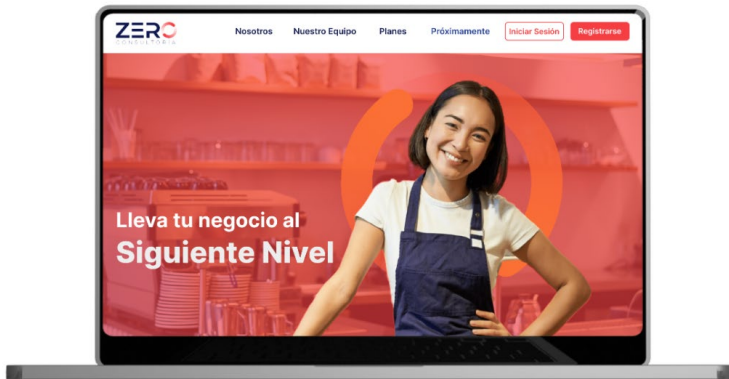 ZERO
CONSULTORÍA
Nosotros
Nuestro Equipo
Planes
Próximamente
Iniciar Sesión
Registrarse
Lleva tu negocio al
Siguiente Nivel